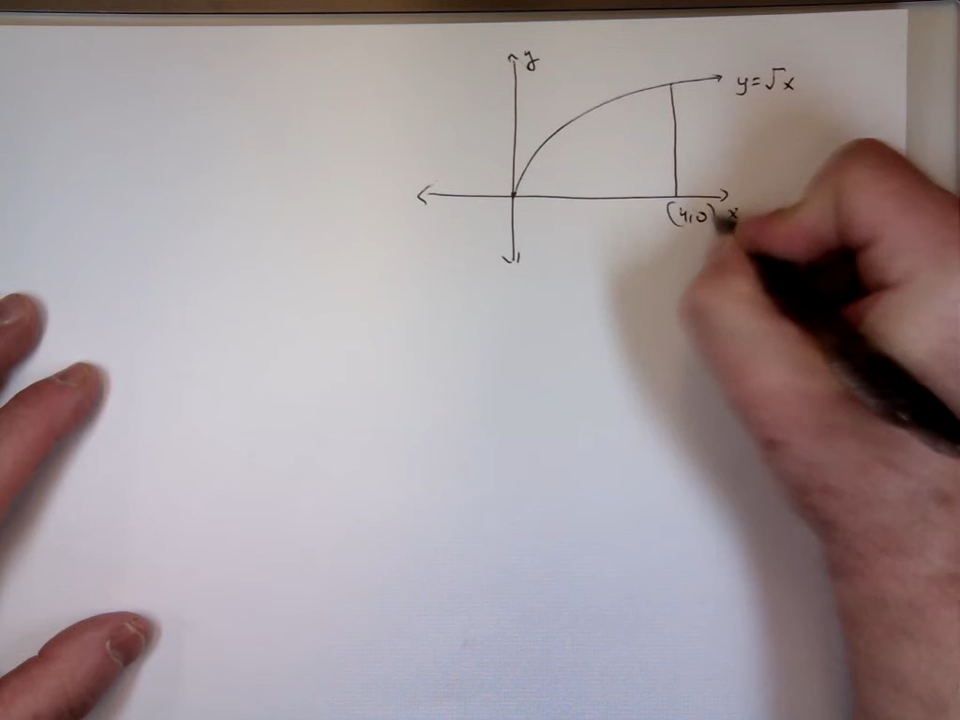 y
y=√x
(4,0) x